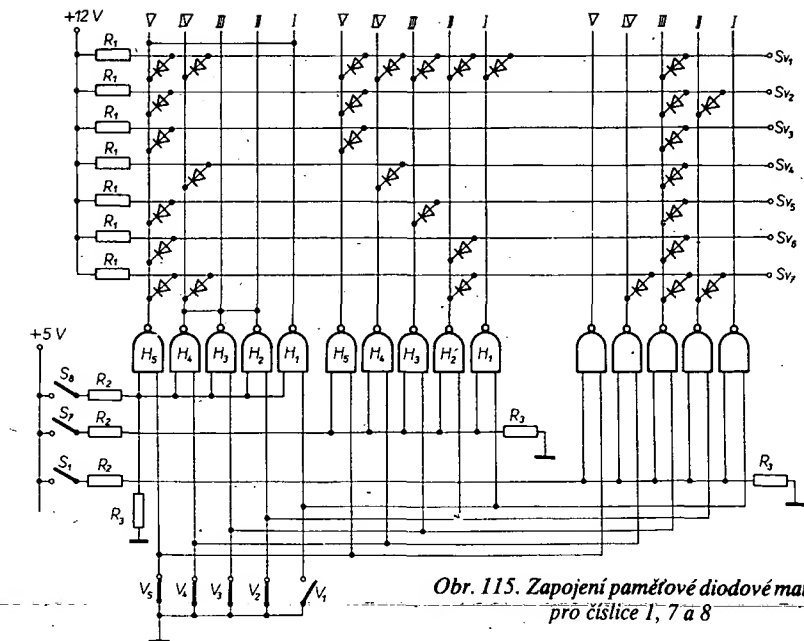 +12 V V IV III II I V IV III II I V IV III II I
R1 Sv1
R1 Sv2
R1 Sv3
R1 Sv4
R1 Sv5
R1 Sv6
R1 Sv7
+5 V H5 H4 H3 H2 H1 H5 H4 H3 H2 H1
S8 R2
S7 R2 R3
S1 R2 R3
R3
V5 V4 V3 V2 V1
Obr. 115. Zapojení paměťové diodové mat
pro číslice 1, 7 a 8